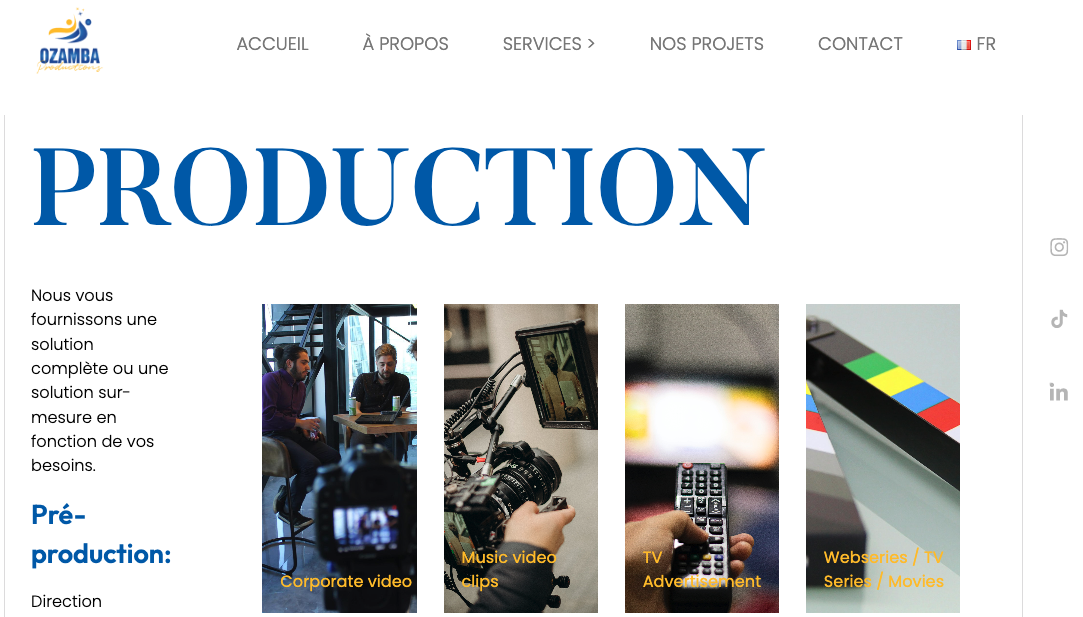 OZAMBA
Productions
ACCUEIL
À PROPOS
SERVICES >
NOS PROJETS
CONTACT
FR
PRODUCTION
Nous vous
fournissons une
solution
complète ou une
solution sur-
mesure en
fonction de vos
besoins.
Pré-
production:
Direction
Corporate video
Music video
clips
TV
Advertisement
Webseries / TV
Series / Movies